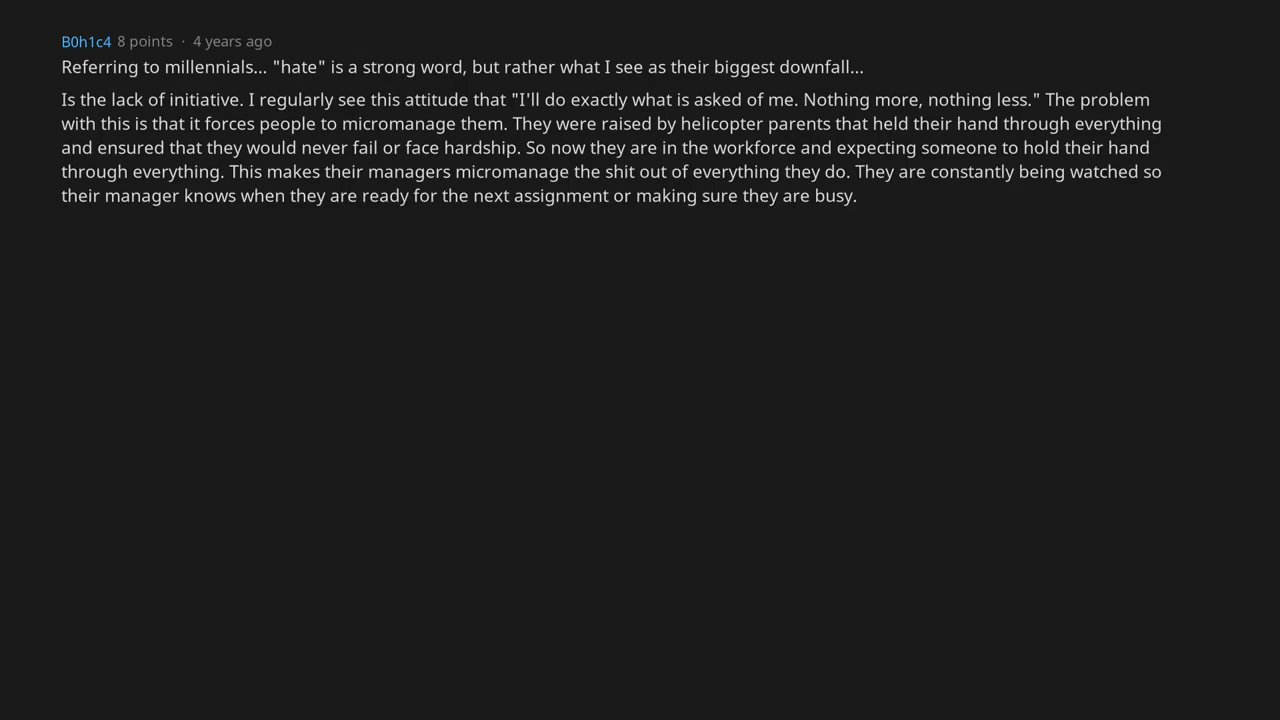 B0h1c4 8 points · 4 years ago
Referring to millennials... "hate" is a strong word, but rather what I see as their biggest downfall...
Is the lack of initiative. I regularly see this attitude that "I'll do exactly what is asked of me. Nothing more, nothing less." The problem
with this is that it forces people to micromanage them. They were raised by helicopter parents that held their hand through everything
and ensured that they would never fail or face hardship. So now they are in the workforce and expecting someone to hold their hand
through everything. This makes their managers micromanage the shit out of everything they do. They are constantly being watched so
their manager knows when they are ready for the next assignment or making sure they are busy.